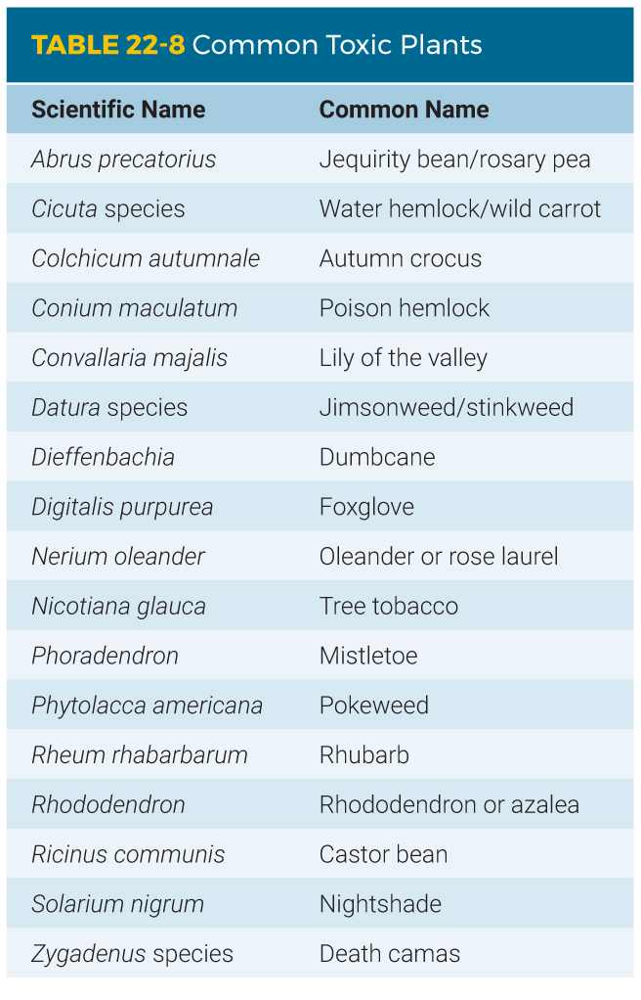 TABLE 22-8 Common Toxic Plants
Scientific Name Common Name
Abrus precatorius Jequirity bean/rosary pea
Cicuta species Water hemlock/wild carrot
Colchicum autumnale Autumn crocus
Conium maculatum Poison hemlock
Convallaria majalis Lily of the valley
Datura species Jimsonweed/stinkweed
Dieffenbachia Dumbcane
Digitalis purpurea Foxglove
Nerium oleander Oleander or rose laurel
Nicotiana glauca Tree tobacco
Phoradendron Mistletoe
Phytolacca americana Pokeweed
Rheum rhabarbarum Rhubarb
Rhododendron Rhododendron or azalea
Ricinus communis Castor bean
Solarium nigrum Nightshade
Zygadenus species Death camas